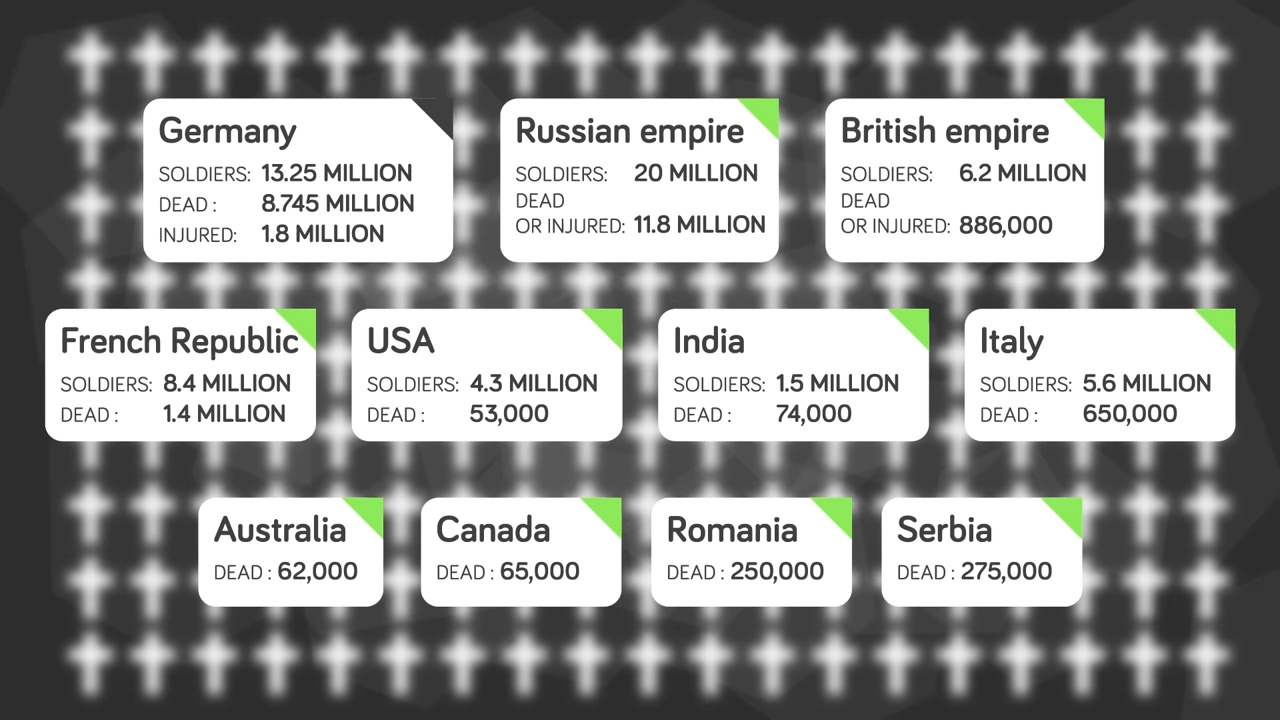 Germany
SOLDIERS: 13.25 MILLION
DEAD : 8.745 MILLION
INJURED: 1.8 MILLION
Russian empire
SOLDIERS: 20 MILLION
DEAD
OR INJURED: 11.8 MILLION
British empire
SOLDIERS: 6.2 MILLION
DEAD
OR INJURED: 886,000
French Republic
SOLDIERS: 8.4 MILLION
DEAD : 1.4 MILLION
USA
SOLDIERS: 4.3 MILLION
DEAD : 53,000
India
SOLDIERS: 1.5 MILLION
DEAD : 74,000
Italy
SOLDIERS: 5.6 MILLION
DEAD : 650,000
Australia
DEAD : 62,000
Canada
DEAD : 65,000
Romania
DEAD : 250,000
Serbia
DEAD : 275,000